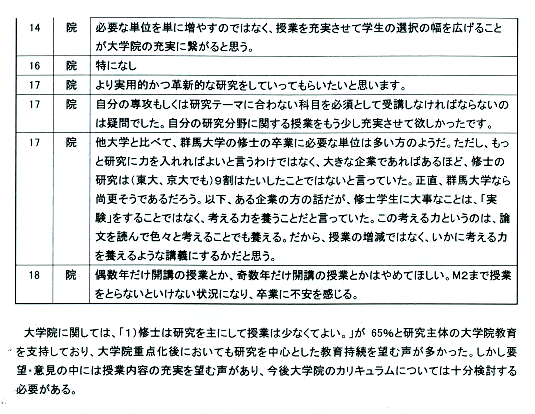 14 院 必要な単位を単に増やすのではなく、授業を充実させて学生の選択の幅を広げること
が大学院の充実に繋がると思う。
16 院 特になし
17 院 より実用的かつ革新的な研究をしていってもらいたいと思います。
17 院 自分の専攻もしくは研究テーマに合わない科目を必須として受講しなければならないの
は疑問でした。自分の研究分野に関する授業をもう少し充実させて欲しかったです。
17 院 他大学と比べて、群馬大学の修士の卒業に必要な単位は多い方のようだ。ただし、もっ
と研究に力を入れればよいと言うわけではなく、大きな企業であればあるほど、修士の
研究は(東大、京大でも)9割はたいしたことではないと言っていた。正直、群馬大学なら
尚更そうであるだろう。以下、ある企業の方の話だが、修士学生に大事なことは、「実
験」をすることではなく、考える力を養うことだと言っていた。この考える力というのは、論
文を読んで色々と考えることでも養える。だから、授業の増減ではなく、いかに考える力
を養えるような講義にするかだと思う。
18 院 偶数年だけ開講の授業とか、奇数年だけ開講の授業とかはやめてほしい。M2まで授業
をとらないといけない状況になり、卒業に不安を感じる。
大学院に関しては、「1)修士は研究を主にして授業は少なくてよい。」が 65%と研究主体の大学院教育
を支持しており、大学院重点化後においても研究を中心とした教育持続を望む声が多かった。しかし要
望・意見の中には授業内容の充実を望む声があり、今後大学院のカリキュラムについては十分検討する
必要がある。